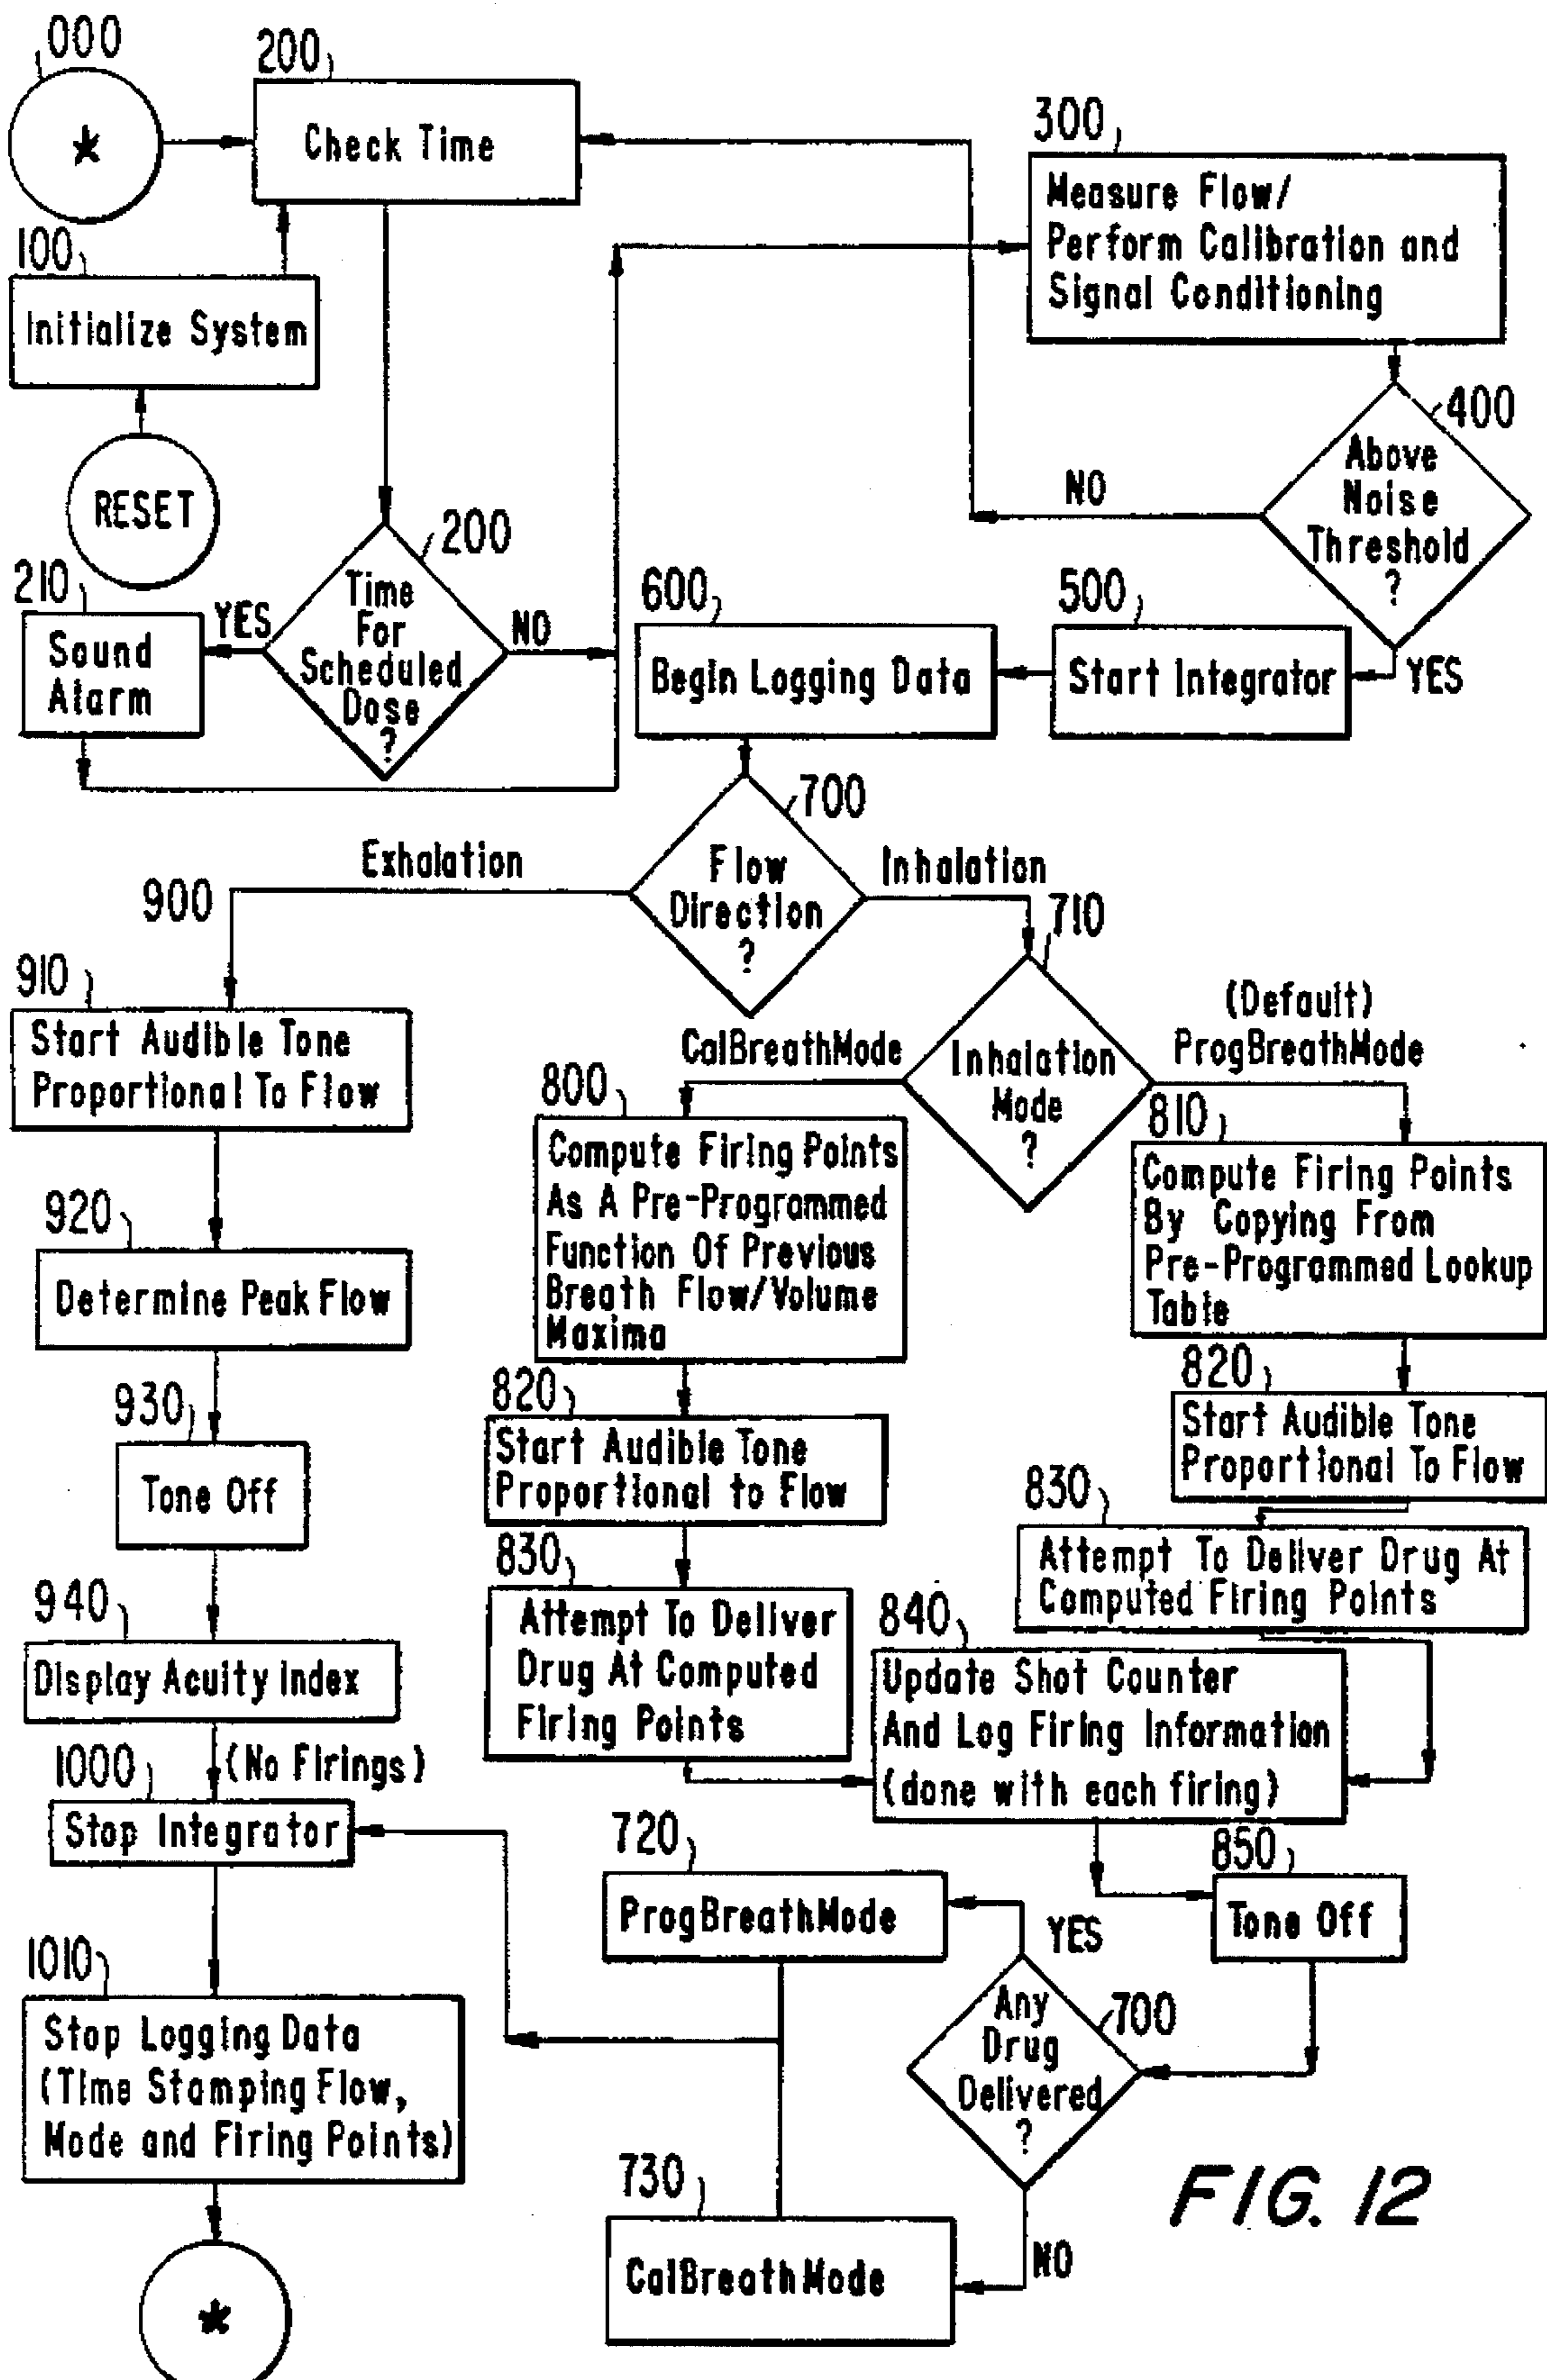 000
*
200
Check Time
300
Measure Flow/
Perform Calibration and
Signal Conditioning
100
Initialize System
RESET
400
Above
Noise
Threshold
?
NO
YES
200
Time
For
Scheduled
Dose
?
YES
NO
210
Sound
Alarm
500
Start Integrator
600
Begin Logging Data
700
Flow
Direction
?
Exhalation
Inhalation
900
910
Start Audible Tone
Proportional To Flow
920
Determine Peak Flow
930
Tone Off
940
Display Acuity Index
(No Firings)
1000
Stop Integrator
1010
Stop Logging Data
(Time Stamping Flow,
Mode and Firing Points)
*
710
Inhalation
Mode
?
CalBreathMode
(Default)
ProgBreathMode
800
Compute Firing Points
As A Pre-Programmed
Function Of Previous
Breath Flow/Volume
Maxima
820
Start Audible Tone
Proportional to Flow
830
Attempt To Deliver
Drug At Computed
Firing Points
810
Compute Firing Points
By Copying From
Pre-Programmed Lookup
Table
820
Start Audible Tone
Proportional To Flow
830
Attempt To Deliver Drug At
Computed Firing Points
840
Update Shot Counter
And Log Firing Information
(done with each firing)
850
Tone Off
700
Any
Drug
Delivered
?
YES
NO
720
ProgBreathMode
730
CalBreathMode
FIG. 12